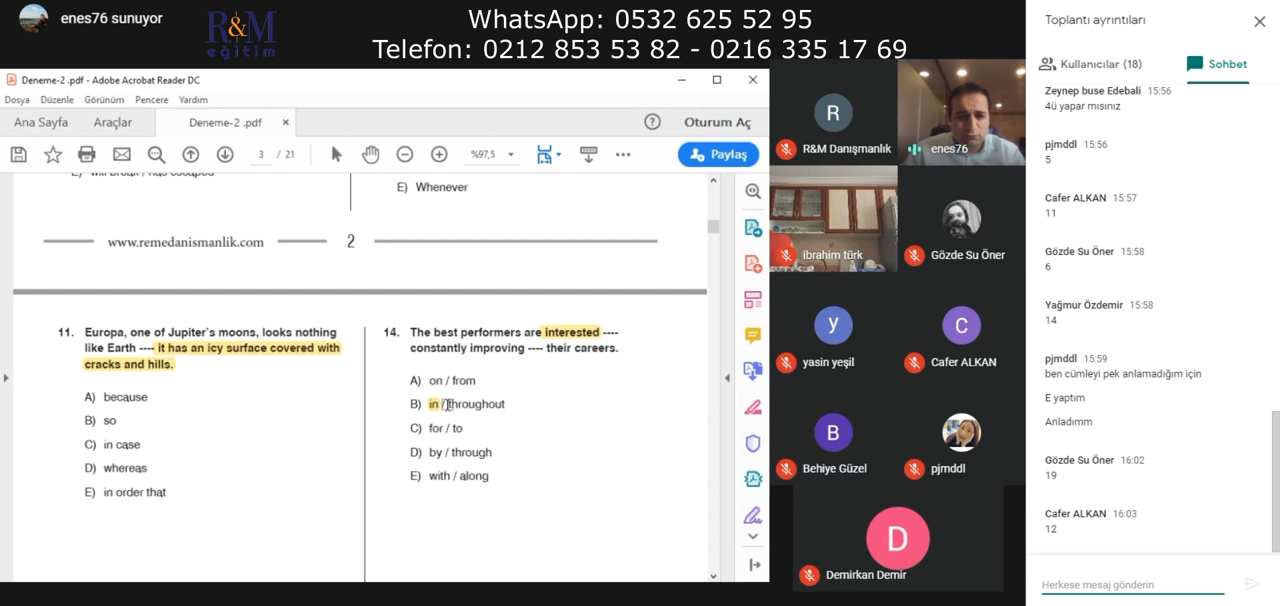 enes76 sunuyor
R&M
eğitim
WhatsApp: 0532 625 52 95
Telefon: 0212 853 53 82 - 0216 335 17 69
Deneme-2 .pdf - Adobe Acrobat Reader DC
Dosya Düzenle Görünüm Pencere Yardım
Ana Sayfa Araçlar Deneme-2 .pdf × Oturum Aç
3 / 21 %97,5 Paylaş
E) Whenever
www.remedanismanlik.com 2
11. Europa, one of Jupiter's moons, looks nothing
like Earth ---- it has an icy surface covered with
cracks and hills.
A) because
B) so
C) in case
D) whereas
E) in order that
14. The best performers are interested ----
constantly improving ---- their careers.
A) on / from
B) in / throughout
C) for / to
D) by / through
E) with / along
R
R&M Danışmanlık
enes76
ibrahim türk
Gözde Su Öner
y
yasin yeşil
C
Cafer ALKAN
B
Behiye Güzel
pjmddl
D
Demirkan Demir
Toplantı ayrıntıları
Kullanıcılar (18) Sohbet
Zeynep buse Edebali 15:56
4ü yapar mısınız
pjmddl 15:56
5
Cafer ALKAN 15:57
11
Gözde Su Öner 15:58
6
Yağmur Özdemir 15:58
14
pjmddl 15:59
ben cümleyi pek anlamadığım için
E yaptım
Anladımm
Gözde Su Öner 16:02
19
Cafer ALKAN 16:03
12
Herkese mesaj gönderin